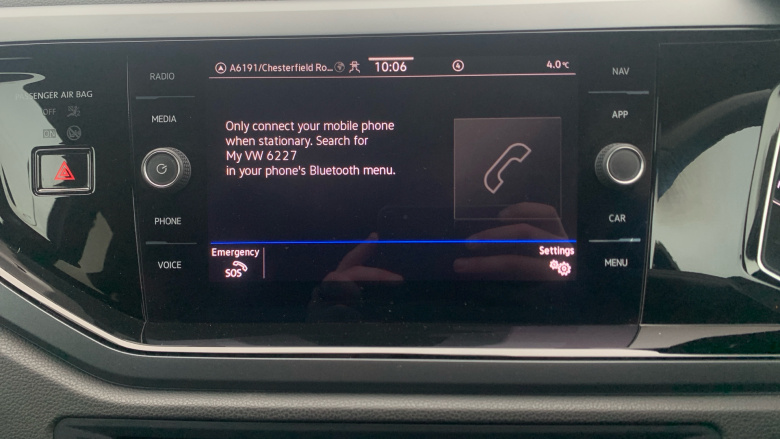 RADIO
A6191/Chesterfield Ro... 10:06 4 4.0°C
NAV
PASSENGER AIR BAG
OFF
MEDIA
APP
Only connect your mobile phone
when stationary. Search for
My VW 6227
in your phone's Bluetooth menu.
PHONE
CAR
VOICE
Emergency
SOS
Settings
MENU